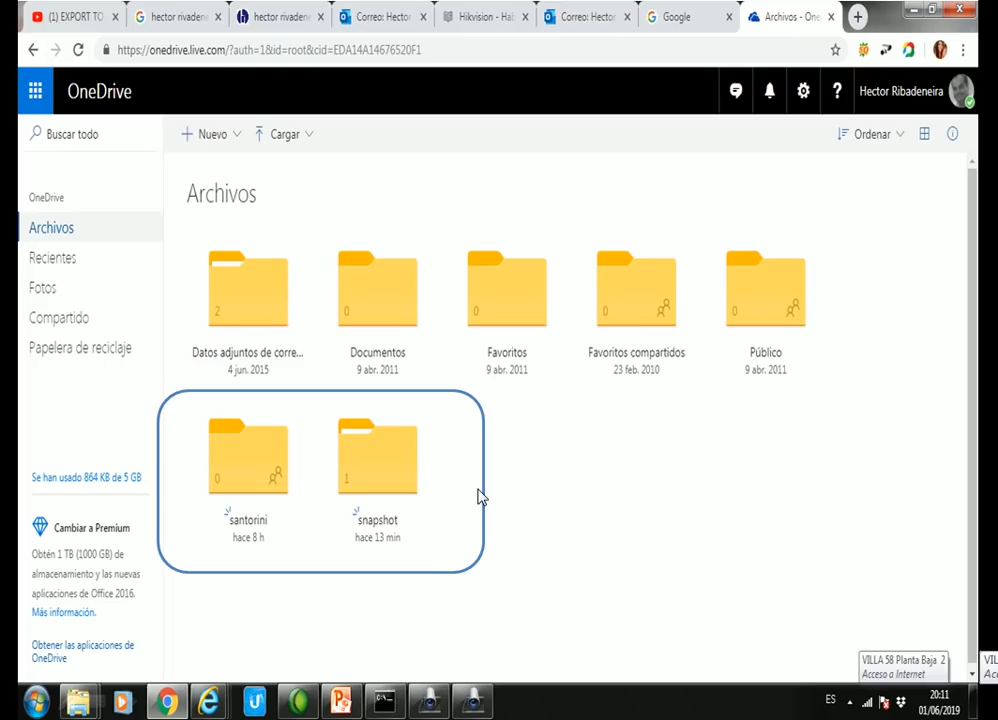 (1) EXPORT TO
hector rivaden
hector rivaden
Correo: Hector
Hikvision - Hab
Correo: Hector
Google
Archivos - One
https://onedrive.live.com/?auth=1&id=root&cid=EDA14A14676520F1
OneDrive
Hector Ribadeneira
Buscar todo
Nuevo
Cargar
Ordenar
OneDrive
Archivos
Recientes
Fotos
Compartido
Papelera de reciclaje
Se han usado 864 KB de 5 GB
Cambiar a Premium
Obtén 1 TB (1000 GB) de
almacenamiento y las nuevas
aplicaciones de Office 2016.
Más información.
Obtener las aplicaciones de
OneDrive
Archivos
2
0
0
0
0
Datos adjuntos de corre...
Documentos
Favoritos
Favoritos compartidos
Público
4 jun. 2015
9 abr. 2011
9 abr. 2011
23 feb. 2010
9 abr. 2011
0
1
santorini
snapshot
hace 8 h
hace 13 min
VILLA 58 Planta Baja 2
Acceso a Internet
VILL
Acc
ES
20:11
01/06/2019